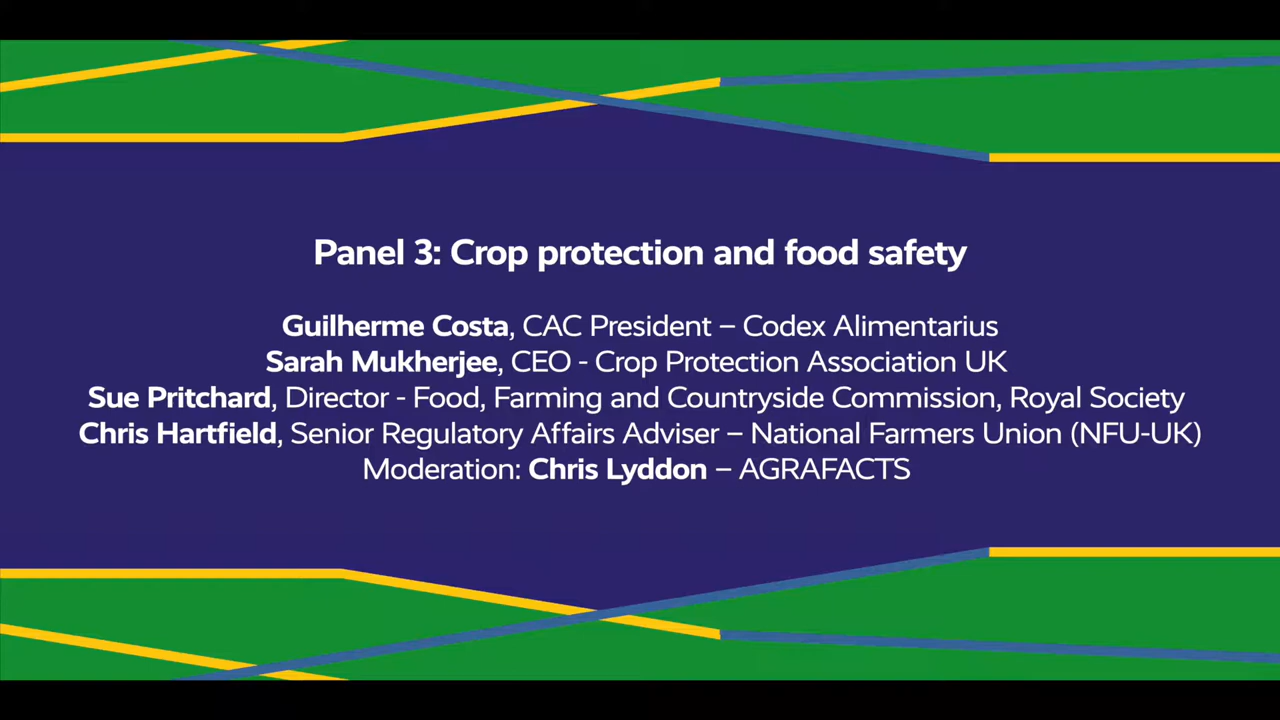 Panel 3: Crop protection and food safety
Guilherme Costa, CAC President – Codex Alimentarius
Sarah Mukherjee, CEO - Crop Protection Association UK
Sue Pritchard, Director - Food, Farming and Countryside Commission, Royal Society
Chris Hartfield, Senior Regulatory Affairs Adviser – National Farmers Union (NFU-UK)
Moderation: Chris Lyddon – AGRAFACTS